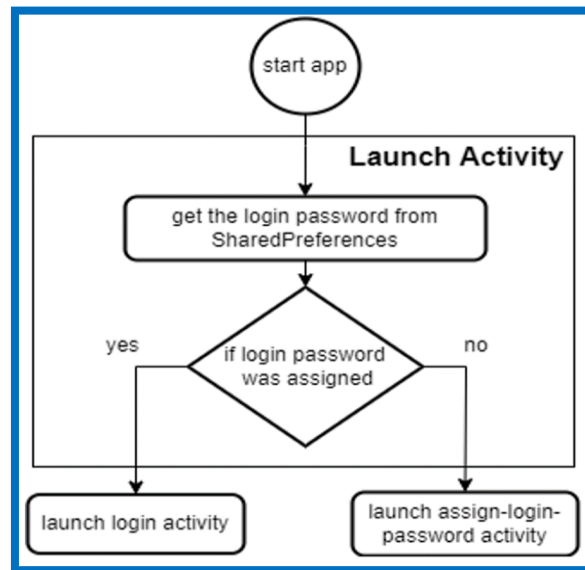 start app
Launch Activity
get the login password from
SharedPreferences
yes
if login password
was assigned
no
launch login activity
launch assign-login-
password activity